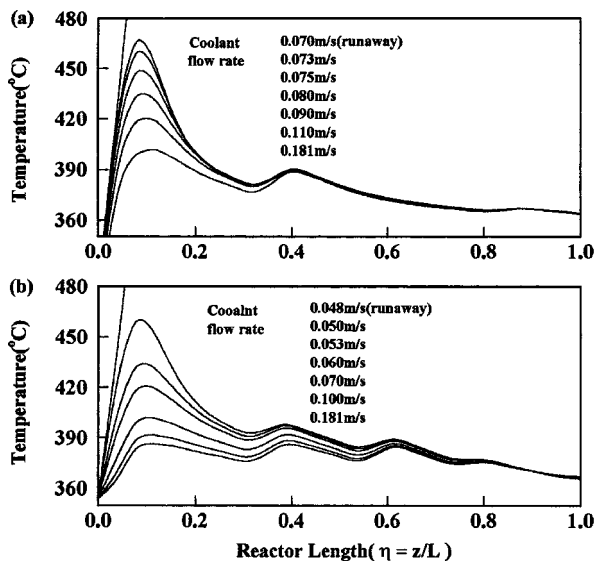 (a)
480
450
420
390
360
Temperature(°C)
Coolant
flow rate
0.070m/s(runaway)
0.073m/s
0.075m/s
0.080m/s
0.090m/s
0.110m/s
0.181m/s
0.0
0.2
0.4
0.6
0.8
1.0
(b)
480
450
420
390
360
Temperature(°C)
Cooalnt
flow rate
0.048m/s(runaway)
0.050m/s
0.053m/s
0.060m/s
0.070m/s
0.100m/s
0.181m/s
0.0
0.2
0.4
0.6
0.8
1.0
Reactor Length( η = z/L )